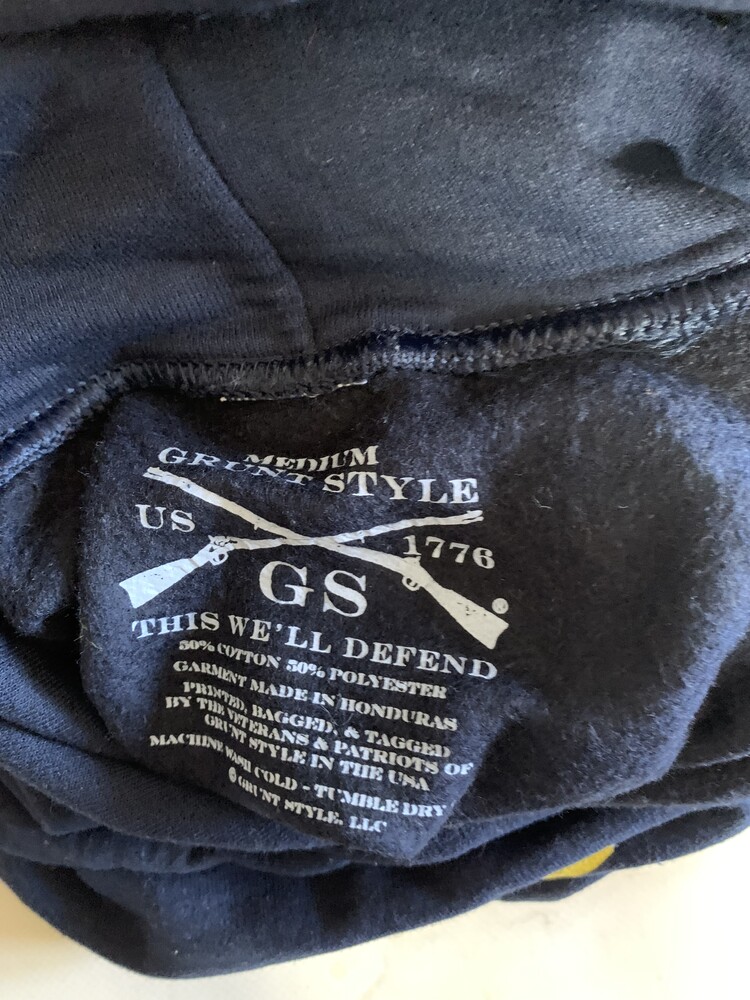 MEDIUM
GRUNT STYLE
US
1776
GS
®
THIS WE'LL DEFEND
50% COTTON 50% POLYESTER
GARMENT MADE IN HONDURAS
PRINTED, BAGGED, & TAGGED
BY THE VETERANS & PATRIOTS OF
GRUNT STYLE IN THE USA
MACHINE WASH COLD - TUMBLE DRY
© GRUNT STYLE, LLC